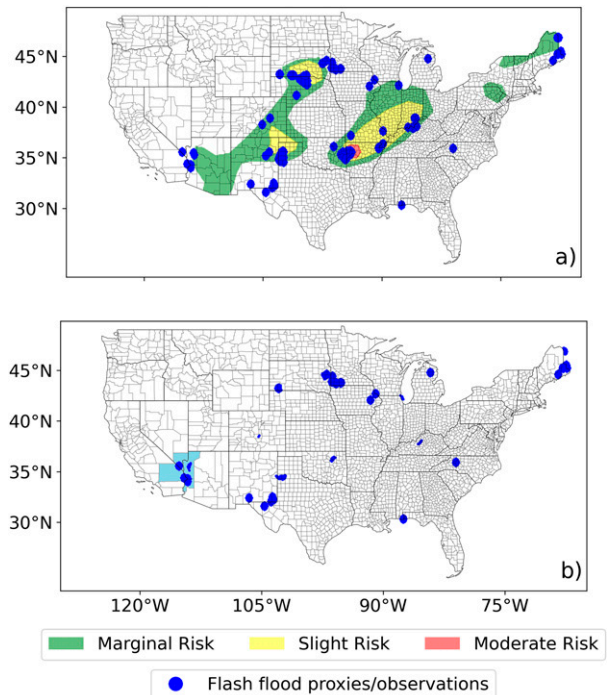 45°N
40°N
35°N
30°N
a)
45°N
40°N
35°N
30°N
b)
120°W 105°W 90°W 75°W
Marginal Risk Slight Risk Moderate Risk
Flash flood proxies/observations